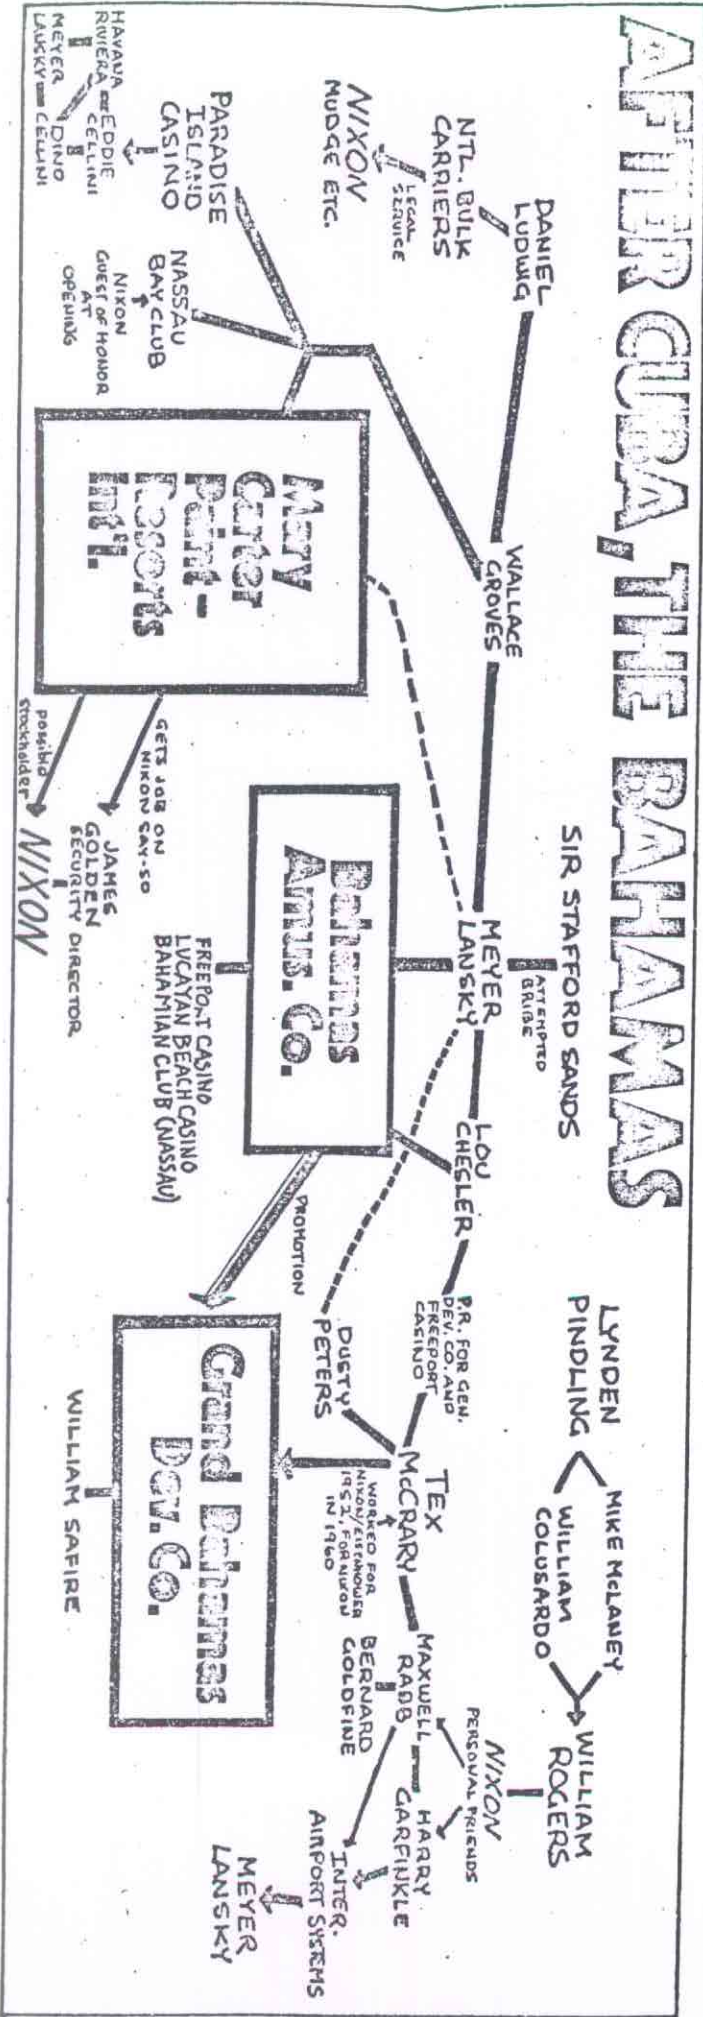 AFTER CUBA, THE BAHAMAS
SIR STAFFORD SANDS
ATTEMPTED
BRIBE
LYNDEN
PINDLING
MIKE McLANEY
WILLIAM
COLUSARDO
WILLIAM
ROGERS
DANIEL
LUDWIG
NTL. BULK
CARRIERS
LEGAL
SERVICE
NIXON
MUDGE ETC.
WALLACE
GROVES
MEYER
LANSKY
LOU
CHESLER
P.R. FOR GEN.
DEV. CO. AND
FREEPORT
CASINO
TEX
McCRARY
WORKED FOR
NIXON/EISENHOWER
1952, FOR NIXON
IN 1960
DUSTY
PETERS
NIXON
PERSONAL FRIENDS
MAXWELL
RABB
BERNARD
GOLDFINE
HARRY
GARFINKLE
INTER.
AIRPORT SYSTEMS
MEYER
LANSKY
PARADISE
ISLAND
CASINO
HAVANA
RIVIERA
EDDIE
CELLINI
MEYER
LANSKY
DINO
CELLINI
NASSAU
BAY CLUB
NIXON
GUEST OF HONOR
AT
OPENING
Mary
Carter
Paint-
Resorts
Int'l.
GETS JOB ON
NIXON SAY-SO
JAMES
GOLDEN
SECURITY DIRECTOR
possible
stockholder
NIXON
Bahamas
Amus. Co.
FREEPORT CASINO
LUCAYAN BEACH CASINO
BAHAMIAN CLUB (NASSAU)
PROMOTION
Grand Bahamas
Dev. Co.
WILLIAM SAFIRE